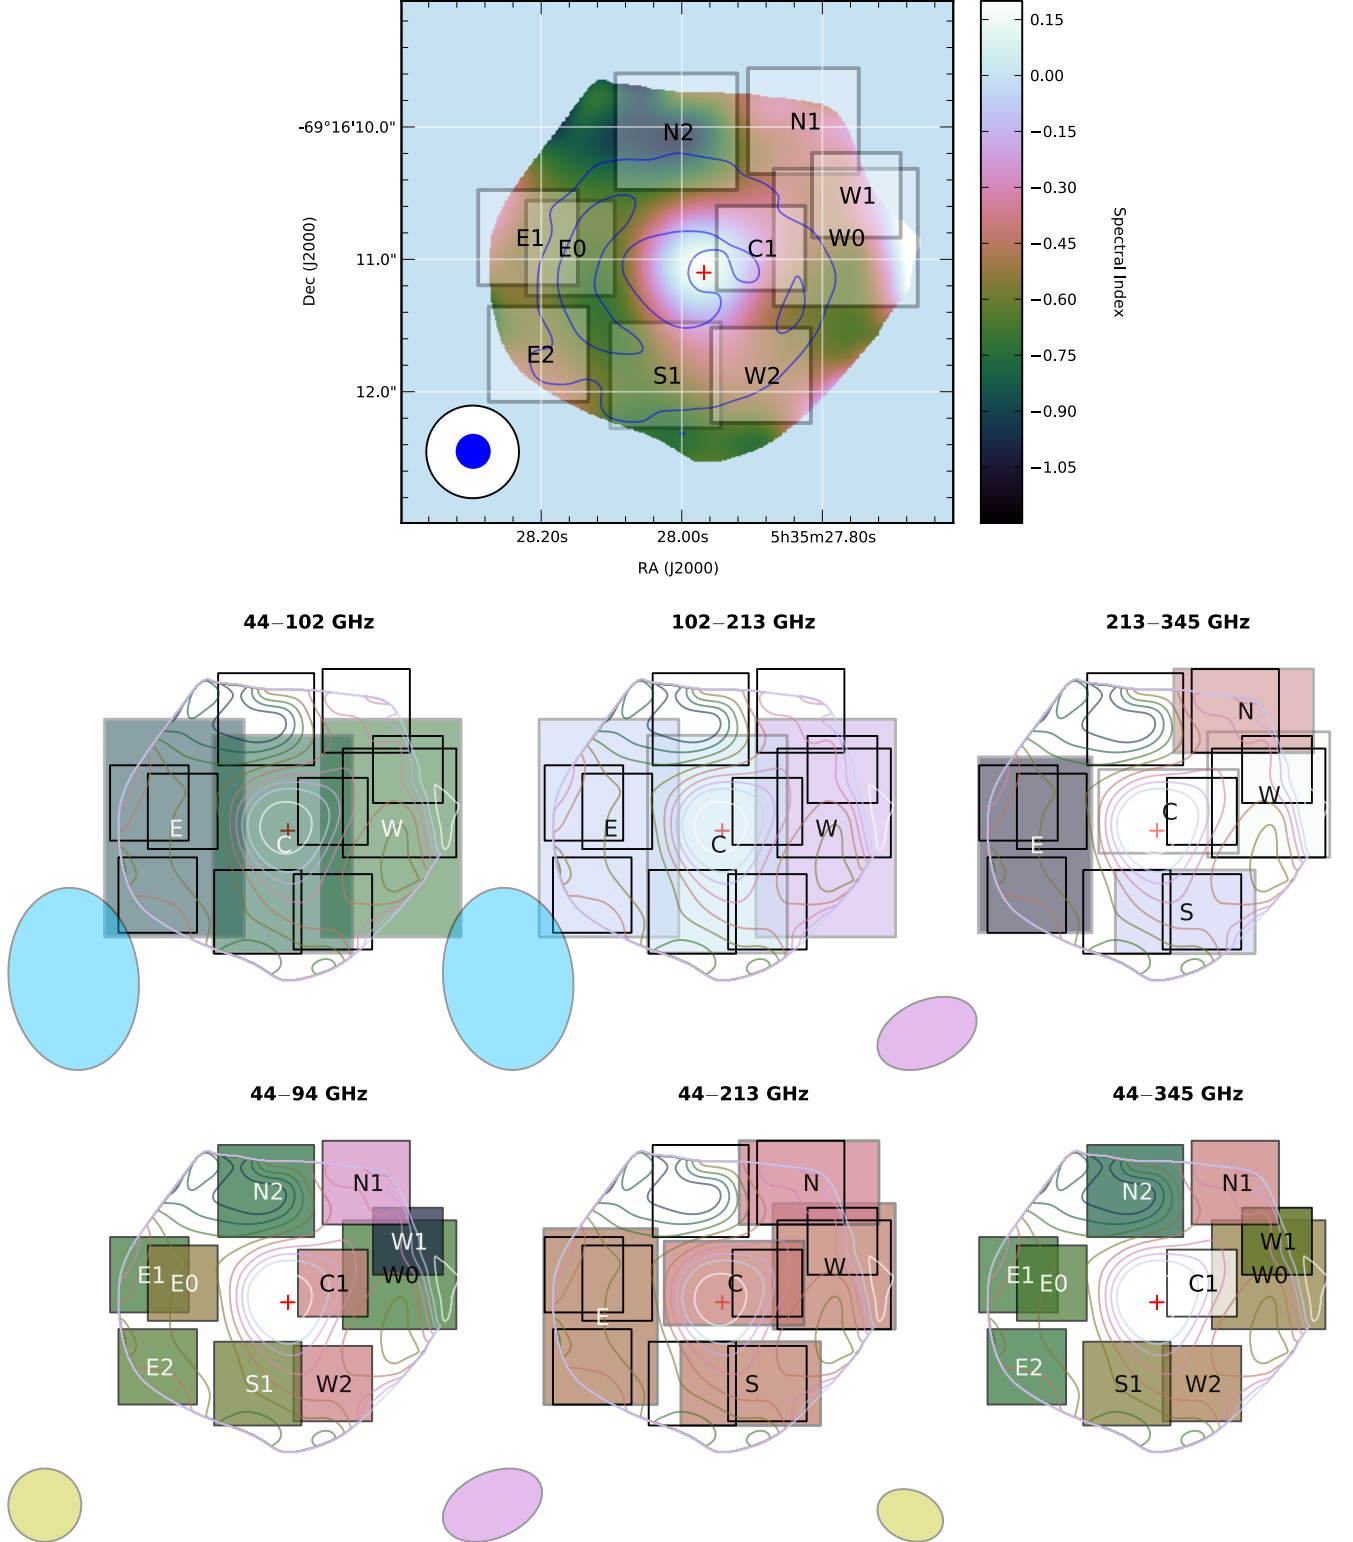 0.15
0.00
−0.15
−0.30
−0.45
−0.60
−0.75
−0.90
−1.05
Spectral Index
-69°16'10.0"
11.0"
12.0"
Dec (J2000)
N2
N1
W1
W0
E1
E0
C1
E2
S1
W2
28.20s
28.00s
5h35m27.80s
RA (J2000)
44−102 GHz
E
C
W
102−213 GHz
E
C
W
213−345 GHz
N
W
C
E
S
44−94 GHz
N2
N1
W1
W0
E1
E0
C1
E2
S1
W2
44−213 GHz
N
W
C
E
S
44−345 GHz
N2
N1
W1
W0
E1
E0
C1
E2
S1
W2